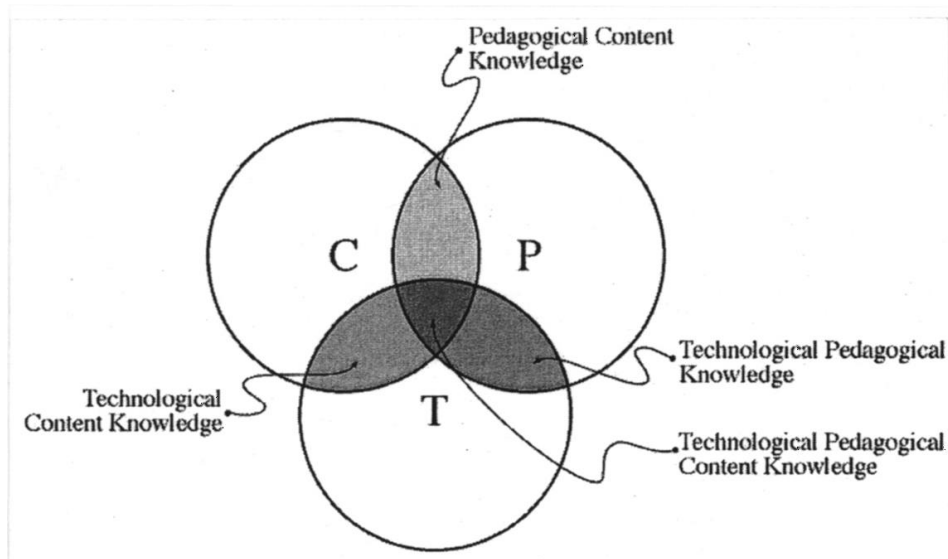 Pedagogical Content
Knowledge
C
P
Technological Pedagogical
Knowledge
Technological
Content Knowledge
T
Technological Pedagogical
Content Knowledge